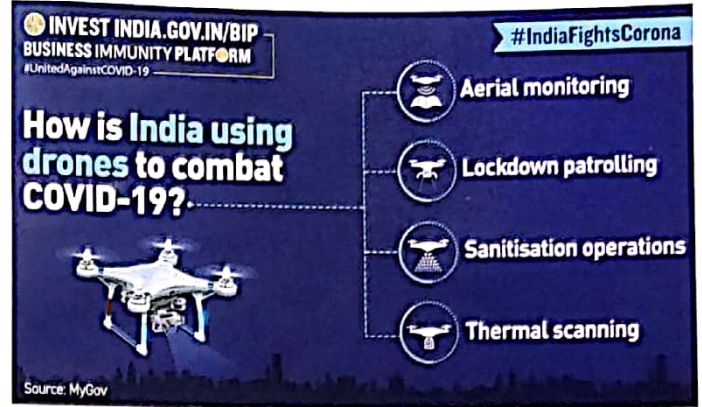 INVEST INDIA.GOV.IN/BIP
BUSINESS IMMUNITY PLATFORM
#UnitedAgainstCOVID-19
#IndiaFightsCorona
How is India using
drones to combat
COVID-19?
Aerial monitoring
Lockdown patrolling
Sanitisation operations
Thermal scanning
Source: MyGov